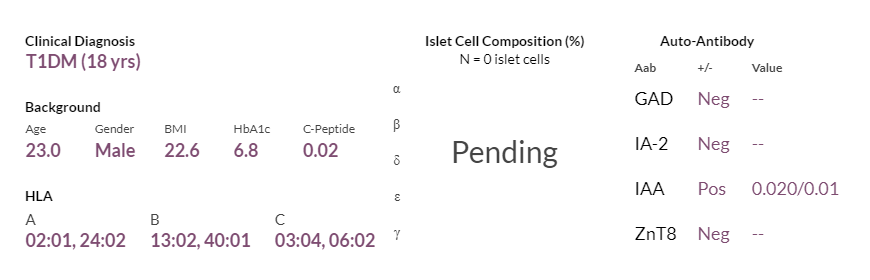 Clinical Diagnosis
T1DM (18 yrs)
Background
Age Gender BMI HbA1c C-Peptide
23.0 Male 22.6 6.8 0.02
HLA
A B C
02:01, 24:02 13:02, 40:01 03:04, 06:02
Islet Cell Composition (%)
N = 0 islet cells
α
β
δ
ε
γ
Pending
Auto-Antibody
Aab +/- Value
GAD Neg --
IA-2 Neg --
IAA Pos 0.020/0.01
ZnT8 Neg --